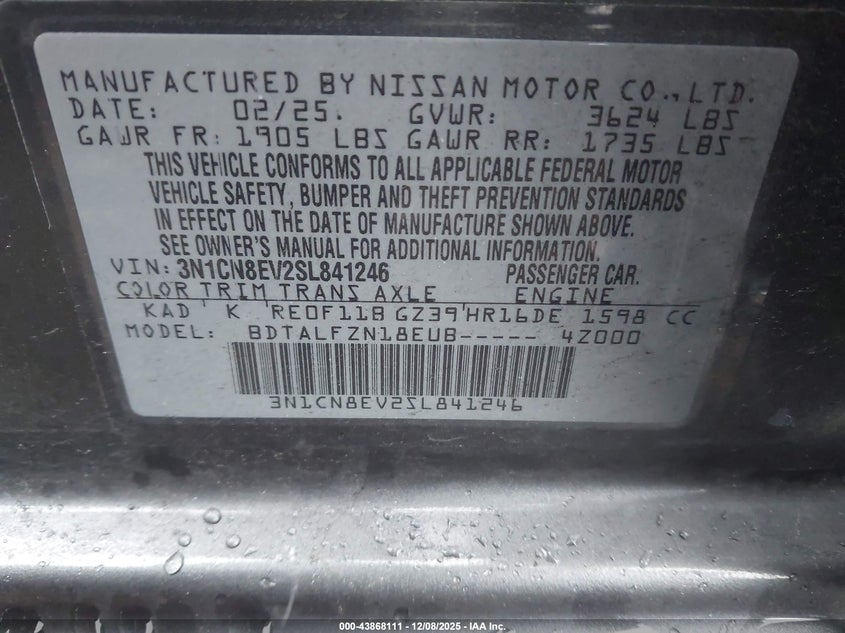 MANUFACTURED BY NISSAN MOTOR CO.,LTD.
DATE: 02/25. GVWR: 3624 LBS
GAWR FR: 1905 LBS GAWR RR: 1735 LBS
THIS VEHICLE CONFORMS TO ALL APPLICABLE FEDERAL MOTOR
VEHICLE SAFETY, BUMPER AND THEFT PREVENTION STANDARDS
IN EFFECT ON THE DATE OF MANUFACTURE SHOWN ABOVE.
SEE OWNER'S MANUAL FOR ADDITIONAL INFORMATION.
VIN: 3N1CN8EV2SL841246 PASSENGER CAR.
COLOR TRIM TRANS AXLE ENGINE
KAD ' K ' RE0F11B GZ39'HR16DE 1598 CC
MODEL: BDTALFZN18EUB----- 4Z000
3N1CN8EV2SL841246
000-43868111 - 12/08/2025 - IAA Inc.